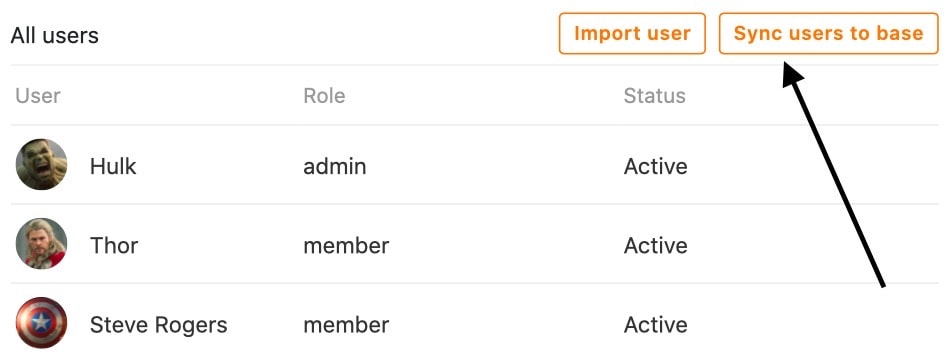 All users Import user Sync users to base
User Role Status
Hulk admin Active
Thor member Active
Steve Rogers member Active